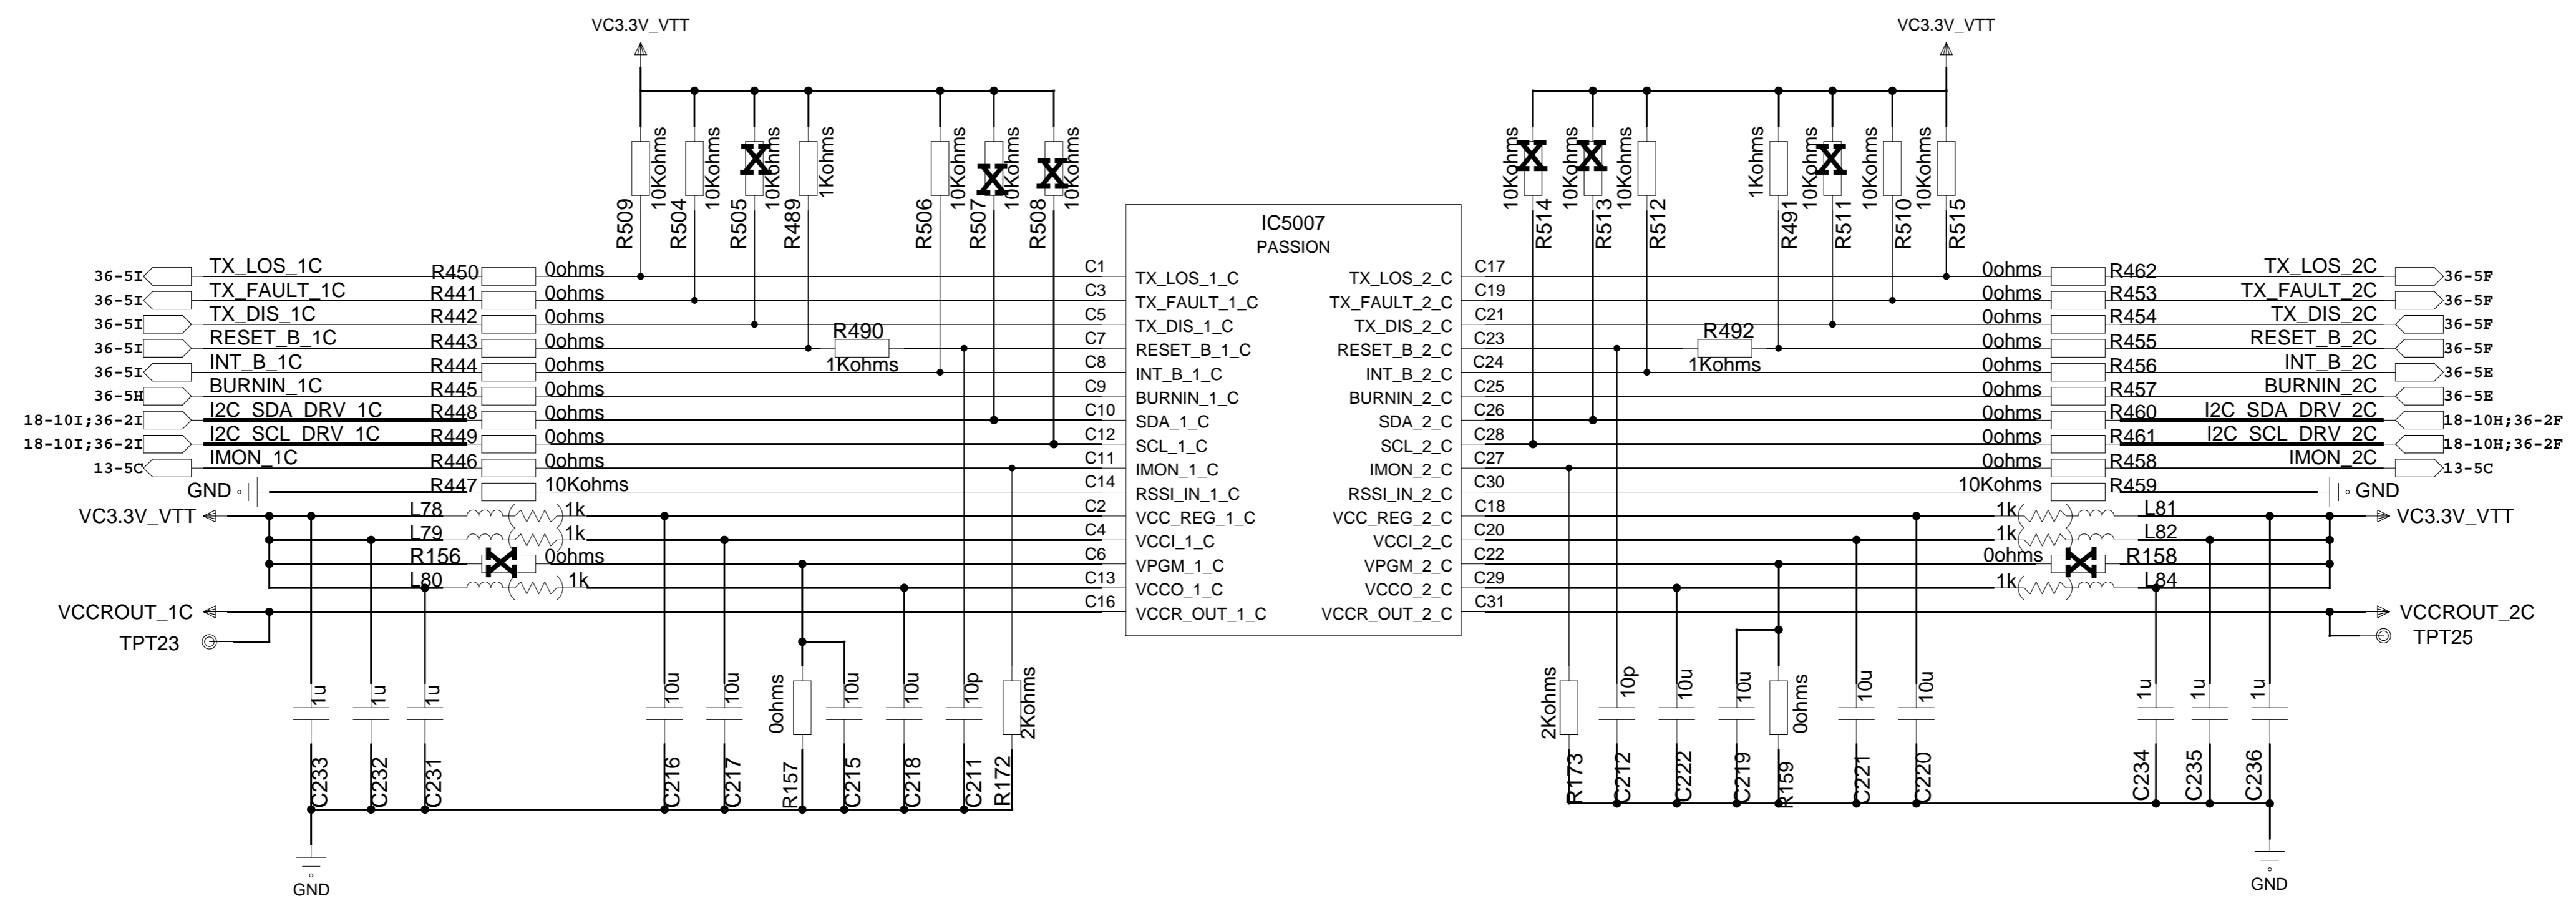 VC3.3V_VTT
VC3.3V_VTT
R509 10Kohms
R504 10Kohms
R505 10Kohms
R489 1Kohms
R506 10Kohms
R507 10Kohms
R508 10Kohms
R514 10Kohms
R513 10Kohms
R512 10Kohms
R491 1Kohms
R511 10Kohms
R510 10Kohms
R515 10Kohms
IC5007
PASSION
36-5I TX_LOS_1C R450 0ohms C1 TX_LOS_1_C TX_LOS_2_C C17 0ohms R462 TX_LOS_2C 36-5F
36-5I TX_FAULT_1C R441 0ohms C3 TX_FAULT_1_C TX_FAULT_2_C C19 0ohms R453 TX_FAULT_2C 36-5F
36-5I TX_DIS_1C R442 0ohms C5 TX_DIS_1_C TX_DIS_2_C C21 0ohms R454 TX_DIS_2C 36-5F
36-5I RESET_B_1C R443 0ohms R490 1Kohms C7 RESET_B_1_C RESET_B_2_C C23 R492 1Kohms 0ohms R455 RESET_B_2C 36-5F
36-5I INT_B_1C R444 0ohms C8 INT_B_1_C INT_B_2_C C24 0ohms R456 INT_B_2C 36-5E
36-5H BURNIN_1C R445 0ohms C9 BURNIN_1_C BURNIN_2_C C25 0ohms R457 BURNIN_2C 36-5E
18-10I;36-2I I2C_SDA_DRV_1C R448 0ohms C10 SDA_1_C SDA_2_C C26 0ohms R460 I2C_SDA_DRV_2C 18-10H;36-2F
18-10I;36-2I I2C_SCL_DRV_1C R449 0ohms C12 SCL_1_C SCL_2_C C28 0ohms R461 I2C_SCL_DRV_2C 18-10H;36-2F
13-5C IMON_1C R446 0ohms C11 IMON_1_C IMON_2_C C27 0ohms R458 IMON_2C 13-5C
GND R447 10Kohms C14 RSSI_IN_1_C RSSI_IN_2_C C30 10Kohms R459 GND
VC3.3V_VTT L78 1k C2 VCC_REG_1_C VCC_REG_2_C C18 1k L81 VC3.3V_VTT
L79 1k C4 VCCI_1_C VCCI_2_C C20 1k L82
R156 0ohms C6 VPGM_1_C VPGM_2_C C22 0ohms R158
L80 1k C13 VCCO_1_C VCCO_2_C C29 1k L84
VCCROUT_1C C16 VCCR_OUT_1_C VCCR_OUT_2_C C31 VCCROUT_2C
TPT23 TPT25
C233 1u
C232 1u
C231 1u
C216 10u
C217 10u
R157 0ohms
C215 10u
C218 10u
C211 10p
R172 2Kohms
R173 2Kohms
C212 10p
C222 10u
C219 10u
R159 0ohms
C221 10u
C220 10u
C234 1u
C235 1u
C236 1u
GND
GND